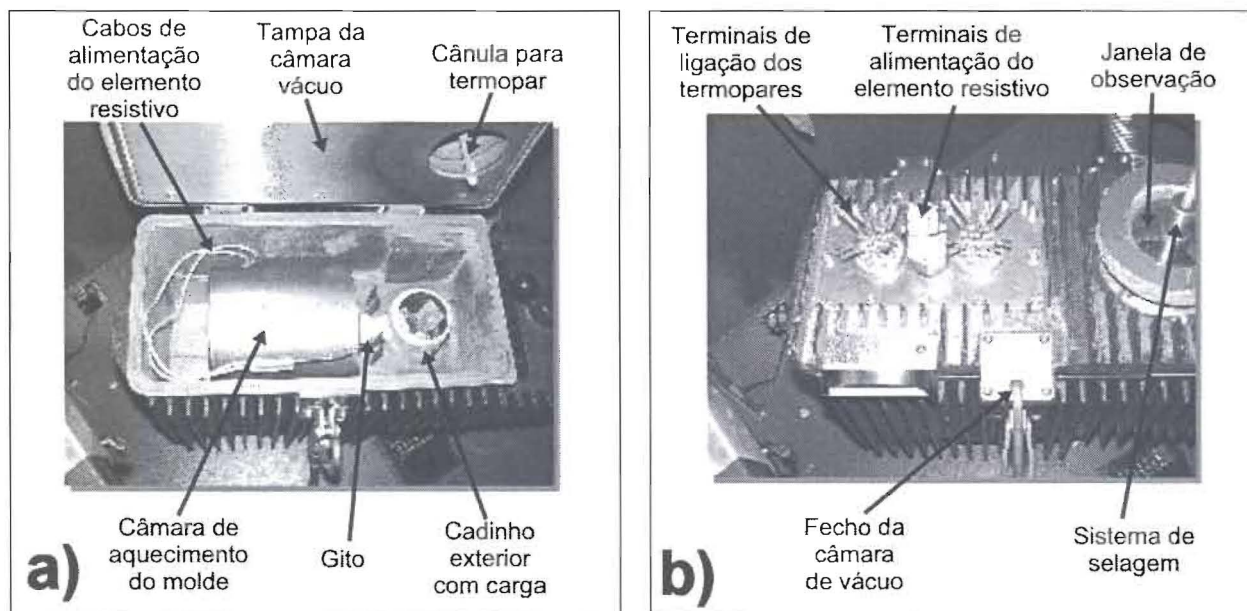 Cabos de
alimentação
do elemento
resistivo
Tampa da
câmara
vácuo
Cânula para
termopar
Câmara de
aquecimento
do molde
Gito
Cadinho
exterior
com carga
a)
Terminais de
ligação dos
termopares
Terminais de
alimentação do
elemento resistivo
Janela de
observação
Fecho da
câmara
de vácuo
Sistema de
selagem
b)